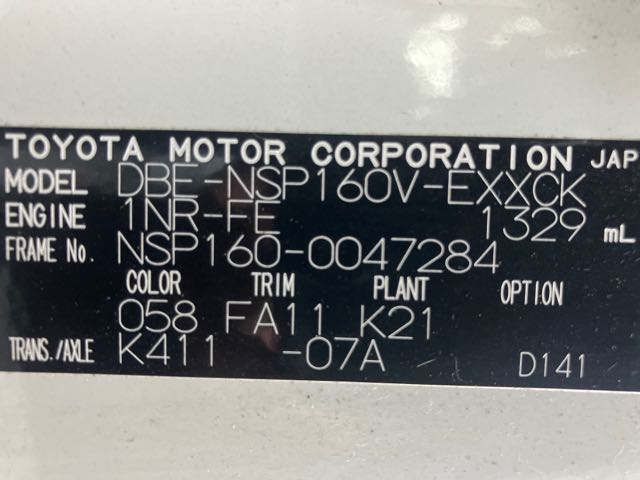 TOYOTA MOTOR CORPORATION JAP
MODEL DBE-NSP160V-EXXCK
ENGINE 1NR-FE 1329 mL
FRAME No. NSP160-0047284
COLOR TRIM PLANT OPTION
058 FA11 K21
TRANS./AXLE K411 -07A D141